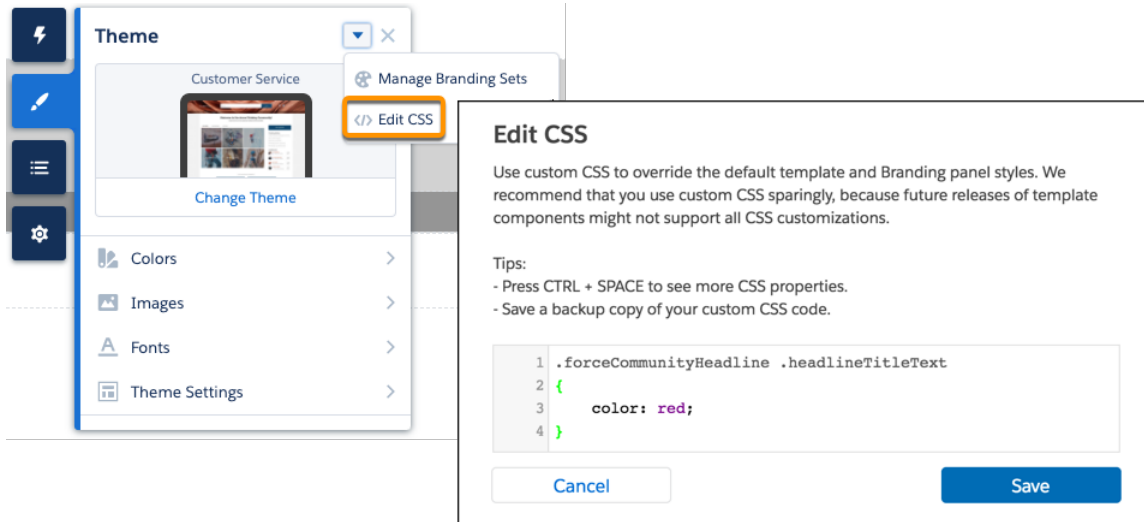 Theme
Customer Service
Change Theme
Colors
Images
Fonts
Theme Settings
Manage Branding Sets
</> Edit CSS
Edit CSS
Use custom CSS to override the default template and Branding panel styles. We
recommend that you use custom CSS sparingly, because future releases of template
components might not support all CSS customizations.
Tips:
- Press CTRL + SPACE to see more CSS properties.
- Save a backup copy of your custom CSS code.
1 .forceCommunityHeadline .headlineTitleText
2 {
3 color: red;
4 }
Cancel
Save